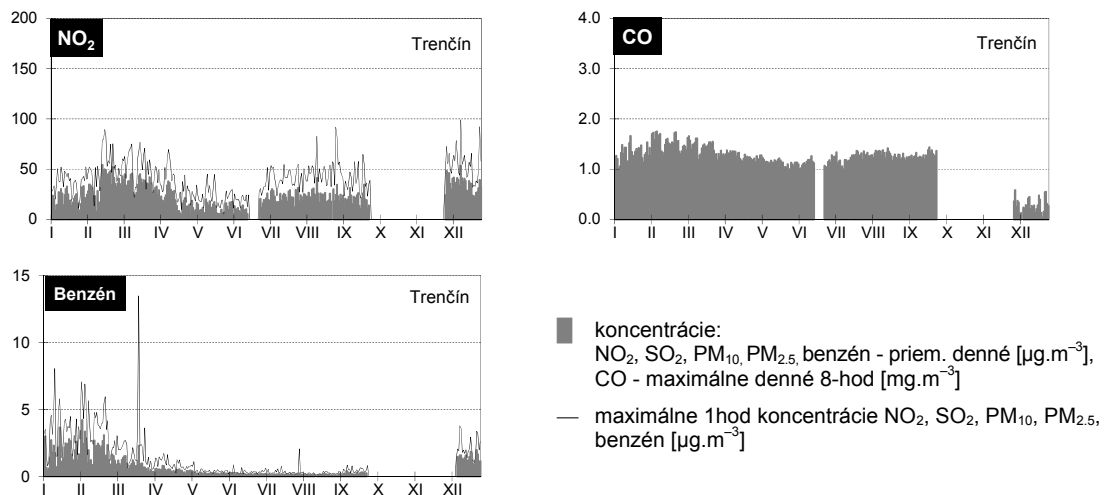 200
150
100
50
0
NO₂
Trenčín
I II III IV V VI VII VIII IX X XI XII
4.0
3.0
2.0
1.0
0.0
CO
Trenčín
I II III IV V VI VII VIII IX X XI XII
15
10
5
0
Benzén
Trenčín
I II III IV V VI VII VIII IX X XI XII
koncentrácie:
NO₂, SO₂, PM₁₀, PM₂.₅, benzén - priem. denné [µg.m⁻³],
CO - maximálne denné 8-hod [mg.m⁻³]
maximálne 1hod koncentrácie NO₂, SO₂, PM₁₀, PM₂.₅,
benzén [µg.m⁻³]